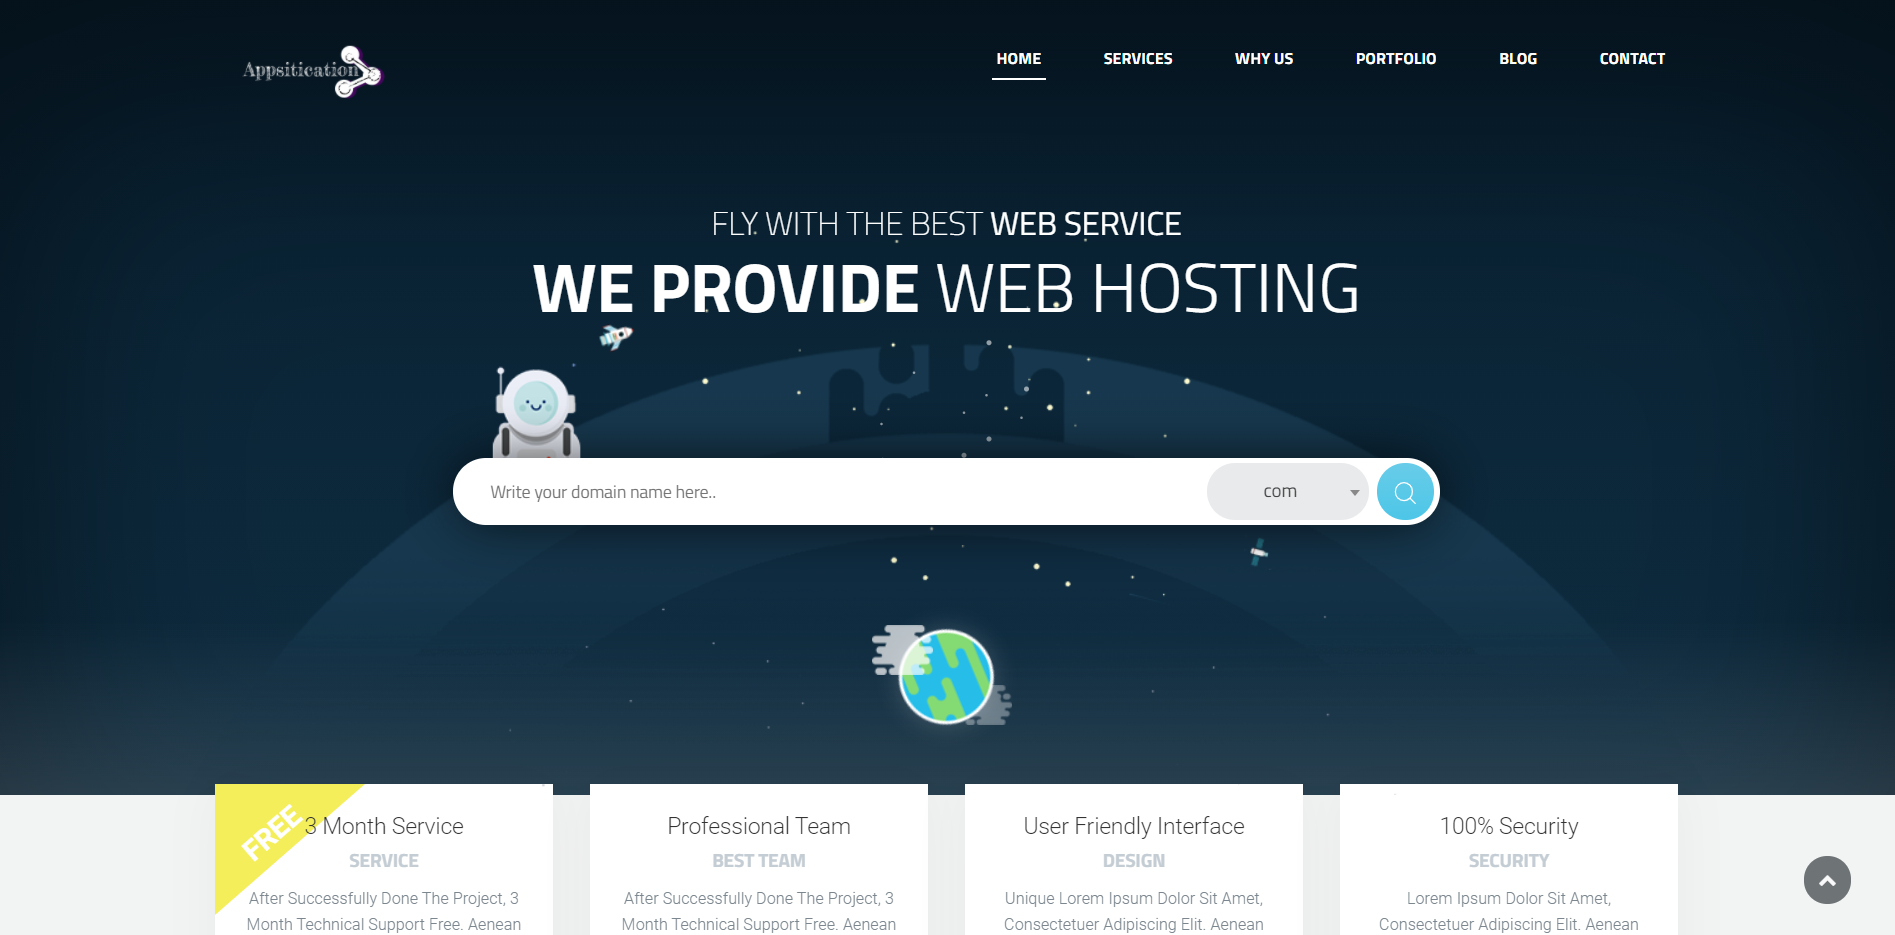 Appsitication
HOME SERVICES WHY US PORTFOLIO BLOG CONTACT
FLY WITH THE BEST WEB SERVICE
WE PROVIDE WEB HOSTING
Write your domain name here..
com
FREE
3 Month Service
SERVICE
After Successfully Done The Project, 3
Month Technical Support Free. Aenean
Professional Team
BEST TEAM
After Successfully Done The Project, 3
Month Technical Support Free. Aenean
User Friendly Interface
DESIGN
Unique Lorem Ipsum Dolor Sit Amet,
Consectetuer Adipiscing Elit. Aenean
100% Security
SECURITY
Lorem Ipsum Dolor Sit Amet,
Consectetuer Adipiscing Elit. Aenean